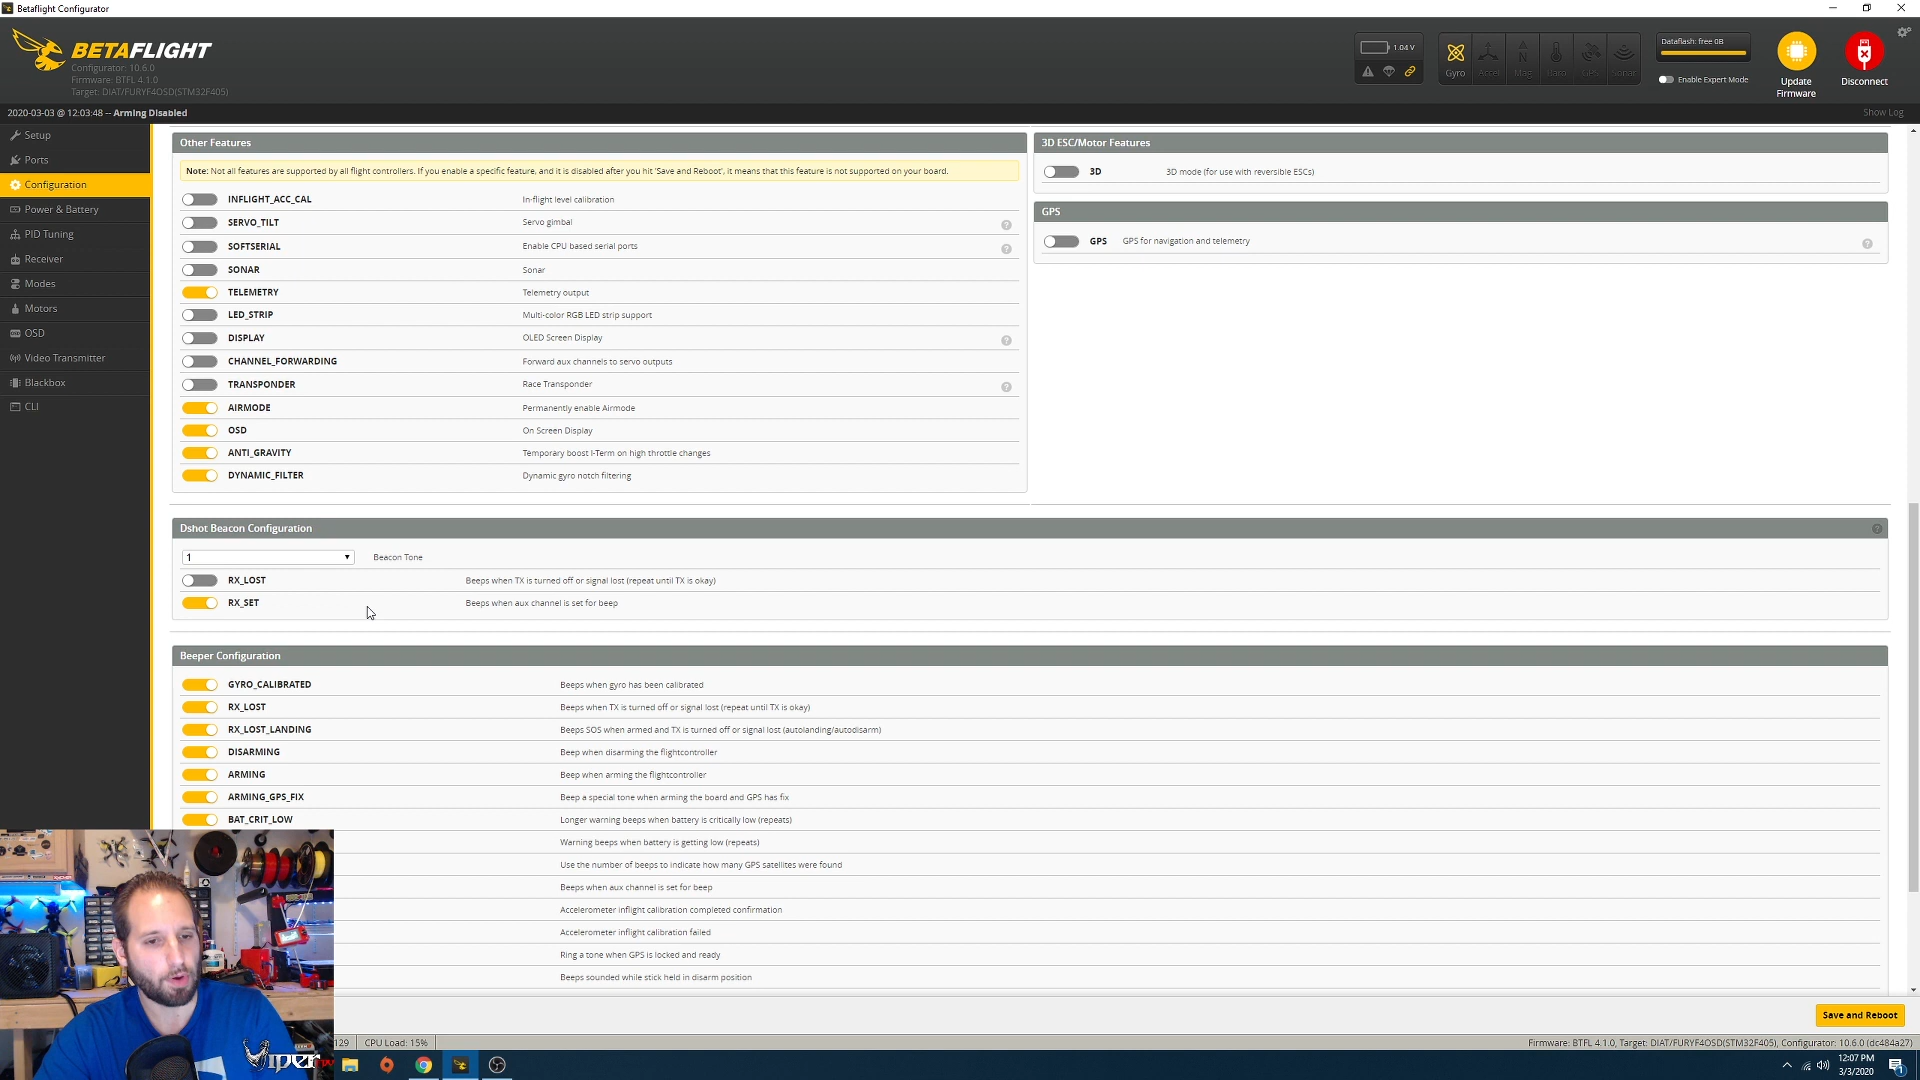 Betaflight Configurator
BETAFLIGHT
Configurator: 10.6.0
Firmware: BTFL 4.1.0
Target: DIAT/FURYF4OSD(STM32F405)
1.04 V
Gyro
Accel
Mag
Baro
GPS
Sonar
Dataflash: free 0B
Enable Expert Mode
Update
Firmware
Disconnect
2020-03-03 @ 12:03:48 -- Arming Disabled
Show Log
Setup
Ports
Configuration
Power & Battery
PID Tuning
Receiver
Modes
Motors
OSD
Video Transmitter
Blackbox
CLI
Other Features
Note: Not all features are supported by all flight controllers. If you enable a specific feature, and it is disabled after you hit 'Save and Reboot', it means that this feature is not supported on your board.
INFLIGHT_ACC_CAL In-flight level calibration
SERVO_TILT Servo gimbal
SOFTSERIAL Enable CPU based serial ports
SONAR Sonar
TELEMETRY Telemetry output
LED_STRIP Multi-color RGB LED strip support
DISPLAY OLED Screen Display
CHANNEL_FORWARDING Forward aux channels to servo outputs
TRANSPONDER Race Transponder
AIRMODE Permanently enable Airmode
OSD On Screen Display
ANTI_GRAVITY Temporary boost I-Term on high throttle changes
DYNAMIC_FILTER Dynamic gyro notch filtering
3D ESC/Motor Features
3D 3D mode (for use with reversible ESCs)
GPS
GPS GPS for navigation and telemetry
Dshot Beacon Configuration
1 Beacon Tone
RX_LOST Beeps when TX is turned off or signal lost (repeat until TX is okay)
RX_SET Beeps when aux channel is set for beep
Beeper Configuration
GYRO_CALIBRATED Beeps when gyro has been calibrated
RX_LOST Beeps when TX is turned off or signal lost (repeat until TX is okay)
RX_LOST_LANDING Beeps SOS when armed and TX is turned off or signal lost (autolanding/autodisarm)
DISARMING Beep when disarming the flightcontroller
ARMING Beep when arming the flightcontroller
ARMING_GPS_FIX Beep a special tone when arming the board and GPS has fix
BAT_CRIT_LOW Longer warning beeps when battery is critically low (repeats)
Warning beeps when battery is getting low (repeats)
Use the number of beeps to indicate how many GPS satellites were found
Beeps when aux channel is set for beep
Accelerometer inflight calibration completed confirmation
Accelerometer inflight calibration failed
Ring a tone when GPS is locked and ready
Beeps sounded while stick held in disarm position
Save and Reboot
129 CPU Load: 15%
Firmware: BTFL 4.1.0, Target: DIAT/FURYF4OSD(STM32F405), Configurator: 10.6.0 (dc484a27)
VIPER
12:07 PM
3/3/2020